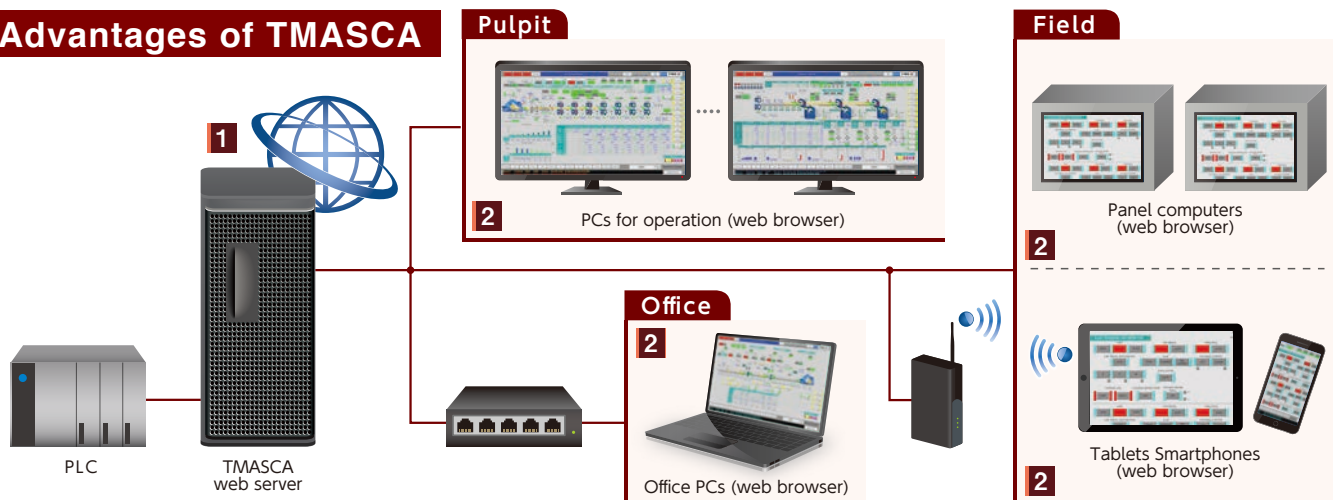 Advantages of TMASCA
Pulpit
Field
1
2
PCs for operation (web browser)
Panel computers
(web browser)
2
Office
2
Office PCs (web browser)
PLC
TMASCA
web server
Tablets Smartphones
(web browser)
2